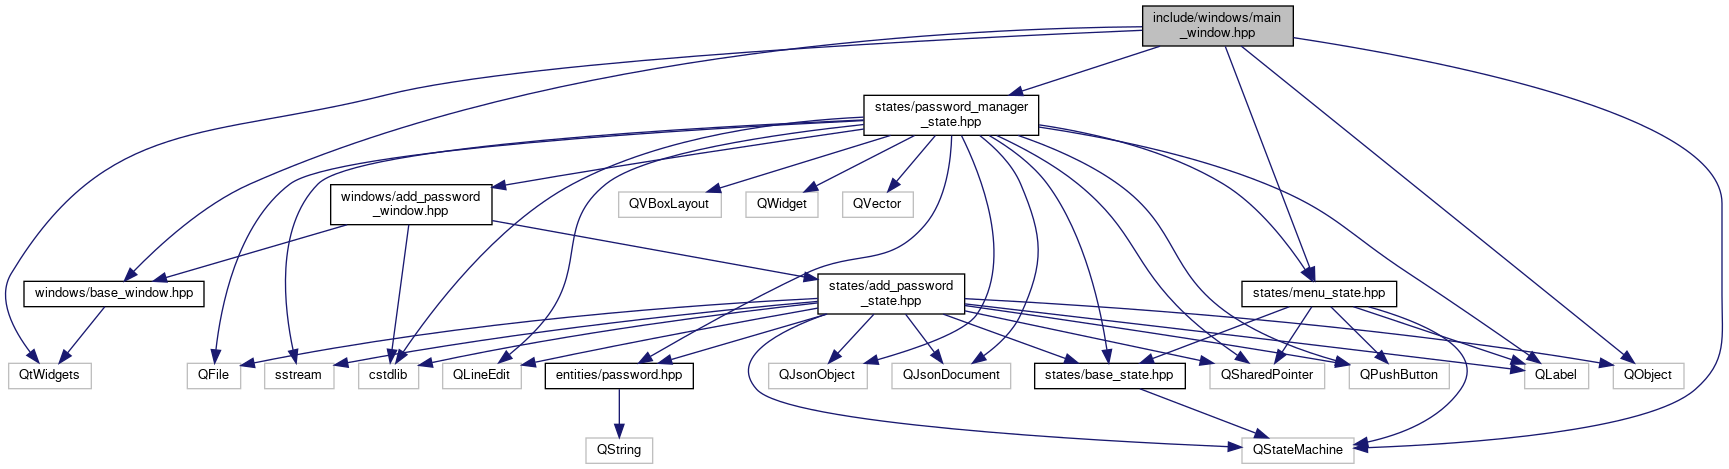 include/windows/main
_window.hpp
states/password_manager
_state.hpp
windows/add_password
_window.hpp
QVBoxLayout
QWidget
QVector
windows/base_window.hpp
states/add_password
_state.hpp
states/menu_state.hpp
QtWidgets
QFile
sstream
cstdlib
QLineEdit
entities/password.hpp
QJsonObject
QJsonDocument
states/base_state.hpp
QSharedPointer
QPushButton
QLabel
QObject
QString
QStateMachine